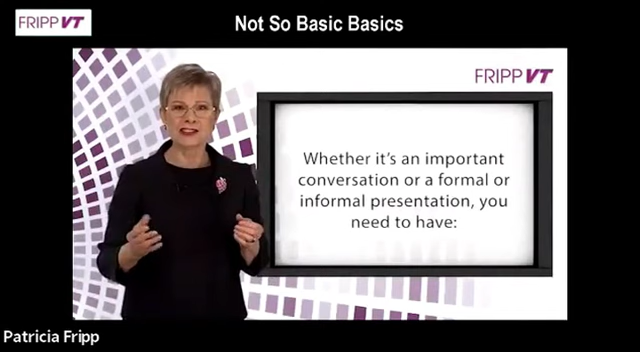 FRIPP VT
Not So Basic Basics
FRIPP VT
Whether it's an important
conversation or a formal or
informal presentation, you
need to have:
Patricia Fripp